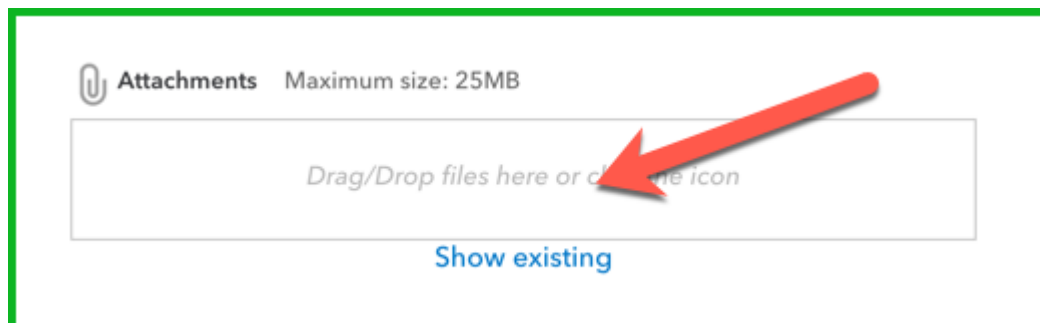 Attachments Maximum size: 25MB
Drag/Drop files here or icon
Show existing